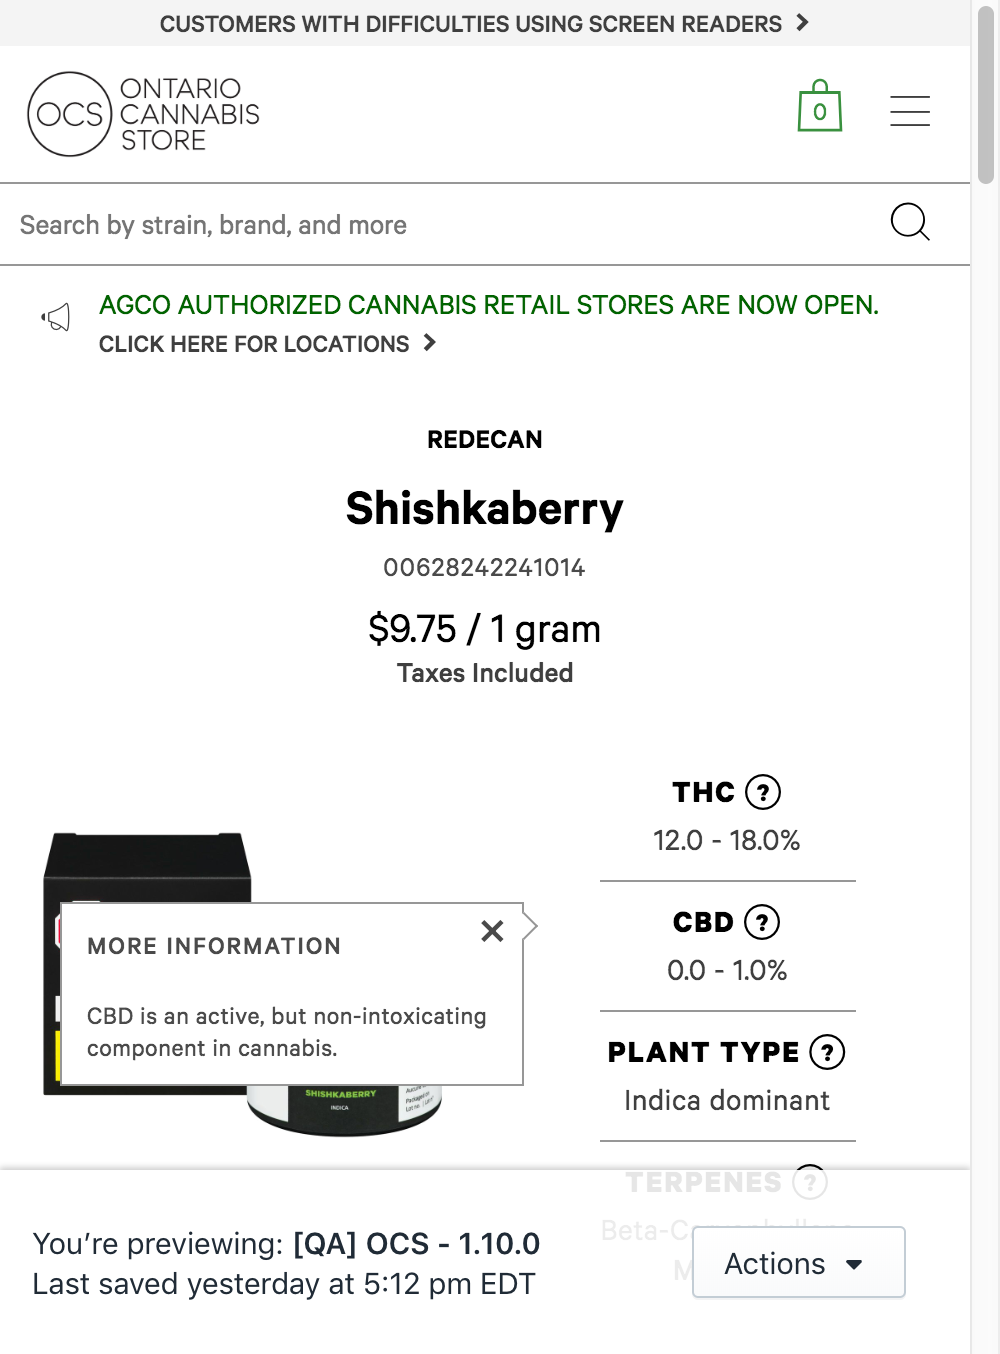 CUSTOMERS WITH DIFFICULTIES USING SCREEN READERS
OCS
ONTARIO
CANNABIS
STORE
0
Search by strain, brand, and more
AGCO AUTHORIZED CANNABIS RETAIL STORES ARE NOW OPEN.
CLICK HERE FOR LOCATIONS
REDECAN
Shishkaberry
00628242241014
$9.75 / 1 gram
Taxes Included
THC ?
12.0 - 18.0%
CBD ?
0.0 - 1.0%
MORE INFORMATION
CBD is an active, but non-intoxicating
component in cannabis.
PLANT TYPE ?
Indica dominant
SHISHKABERRY
INDICA
TERPENES ?
You're previewing: [QA] OCS - 1.10.0
Last saved yesterday at 5:12 pm EDT
Actions